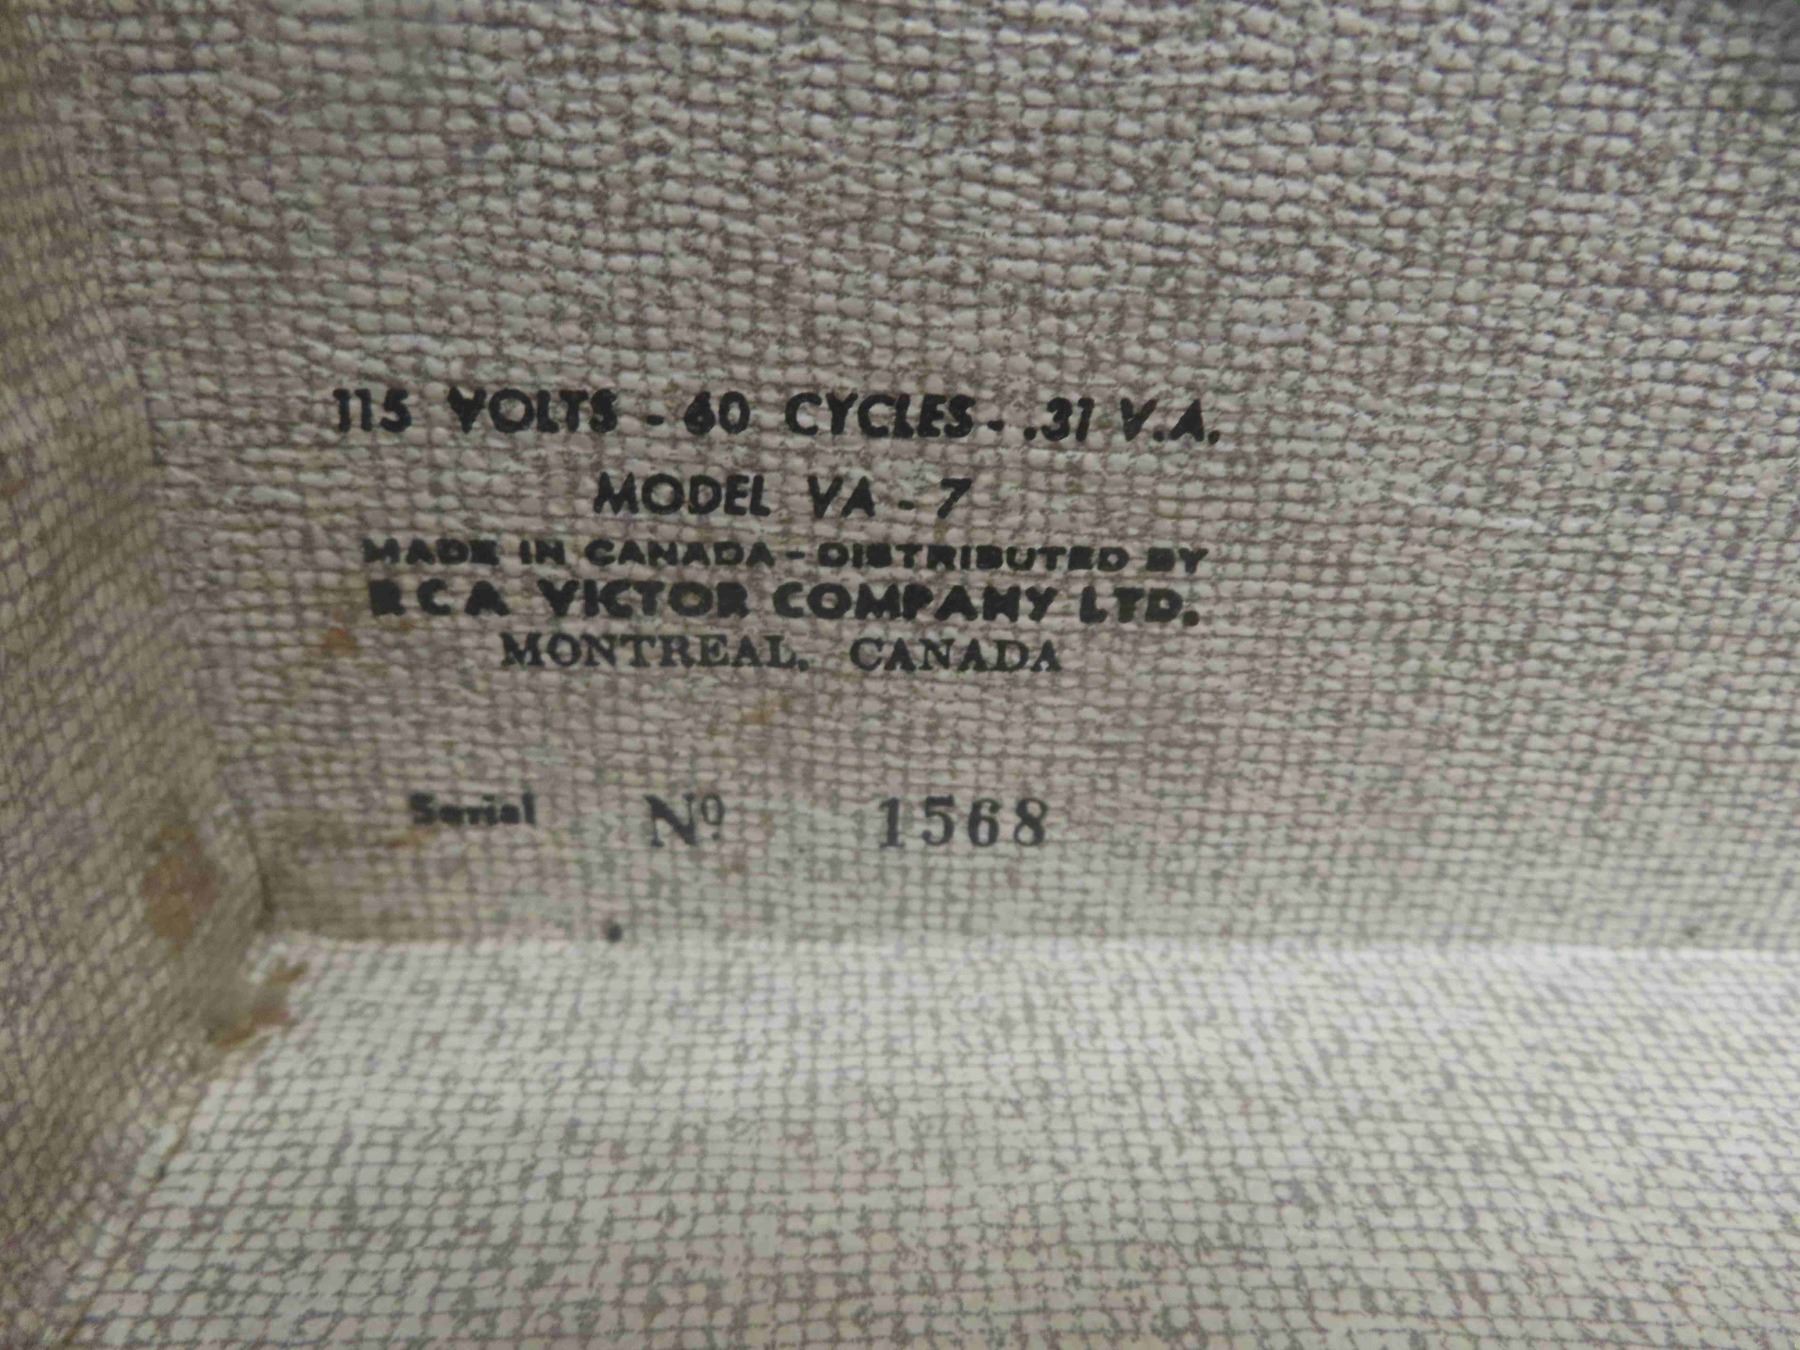 115 VOLTS - 60 CYCLES - .31 V.A.
MODEL VA - 7
MADE IN CANADA - DISTRIBUTED BY
RCA VICTOR COMPANY LTD.
MONTREAL, CANADA
Serial Nº 1568